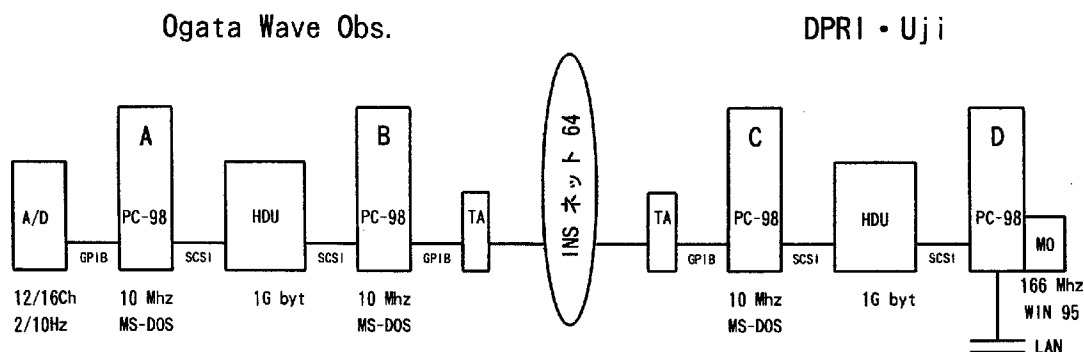 Ogata Wave Obs.
DPRI・Uji
A
B
C
D
INS ネット 64
A/D
PC-98
HDU
PC-98
TA
TA
PC-98
HDU
PC-98
MO
GPIB
SCSI
SCSI
GPIB
GPIB
SCSI
SCSI
12/16Ch
2/10Hz
10 Mhz
MS-DOS
1G byt
10 Mhz
MS-DOS
10 Mhz
MS-DOS
1G byt
166 Mhz
WIN 95
LAN